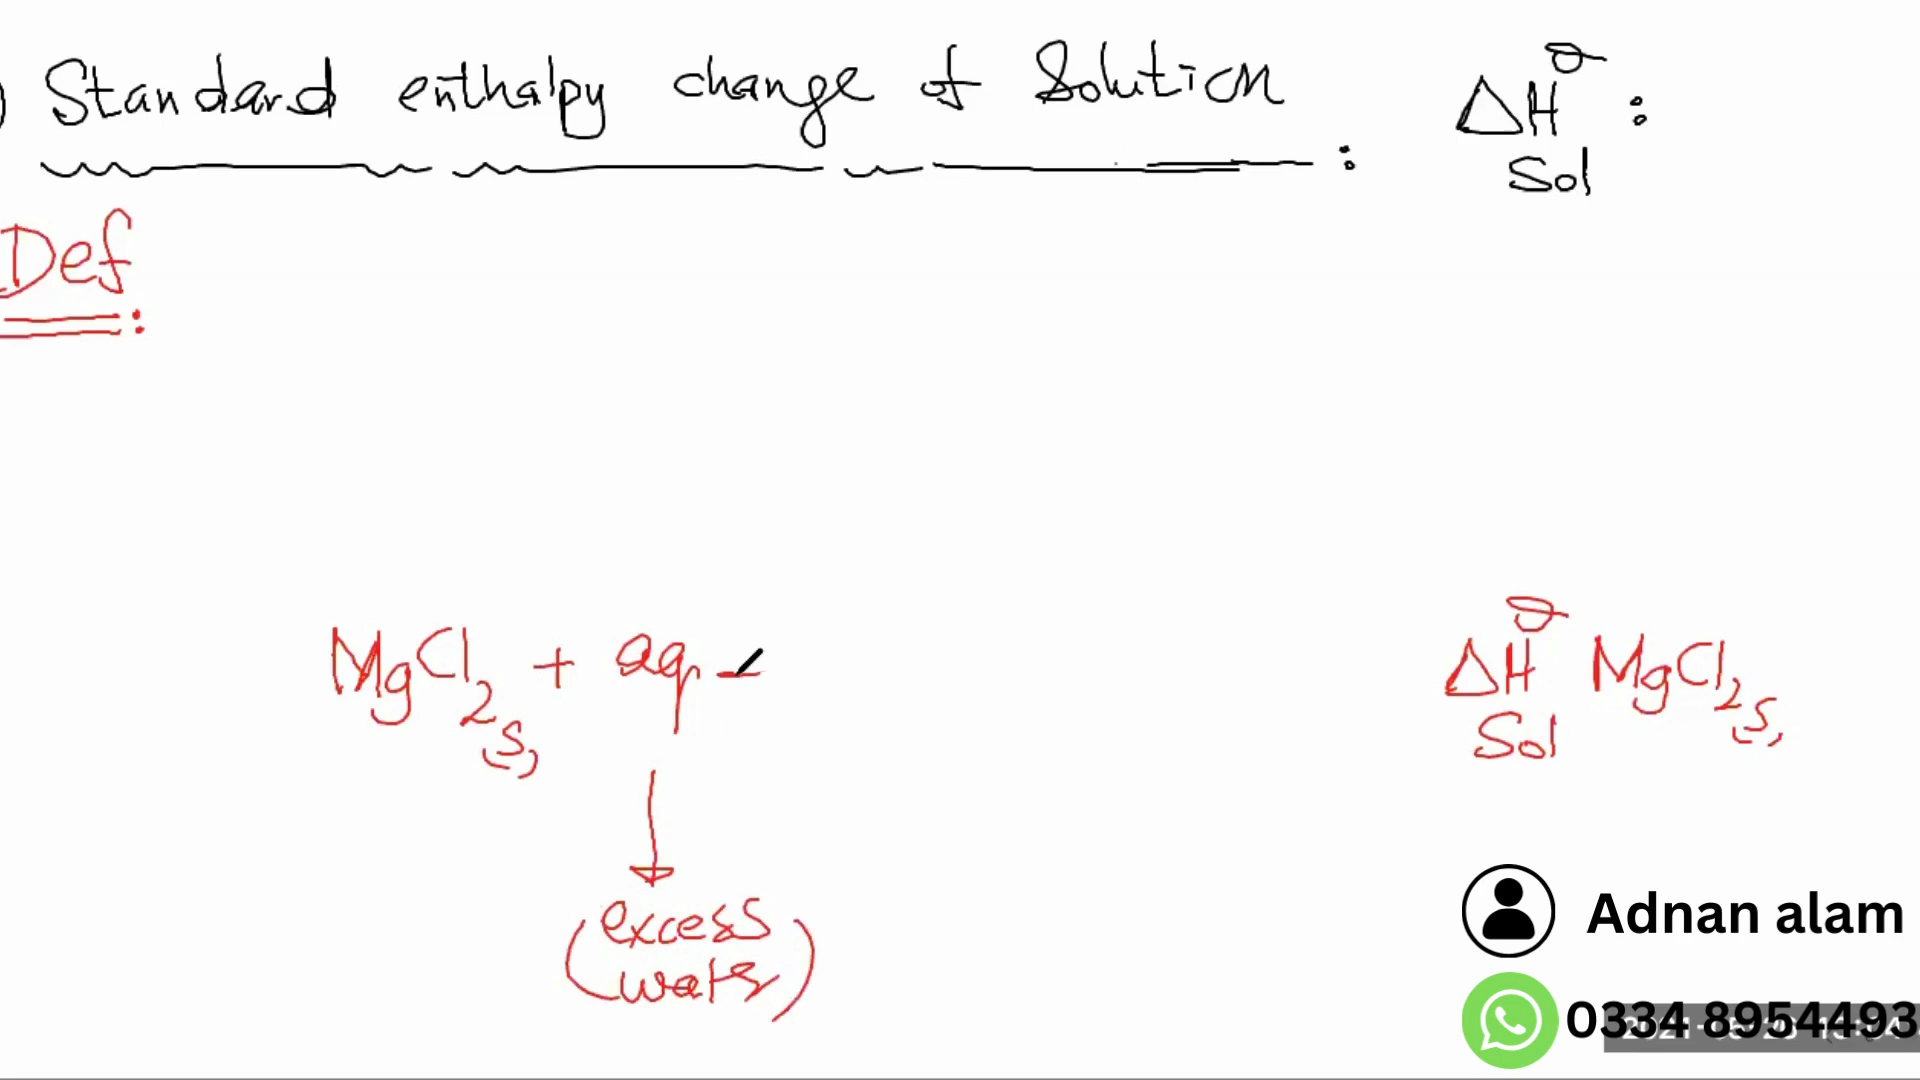 ) Standard enthalpy change of Solution : ΔH⦵ Sol :
Def :
MgCl2(s) + aq → ΔH⦵ Sol MgCl2(s)
(excess
water)
Adnan alam
0334 8954493